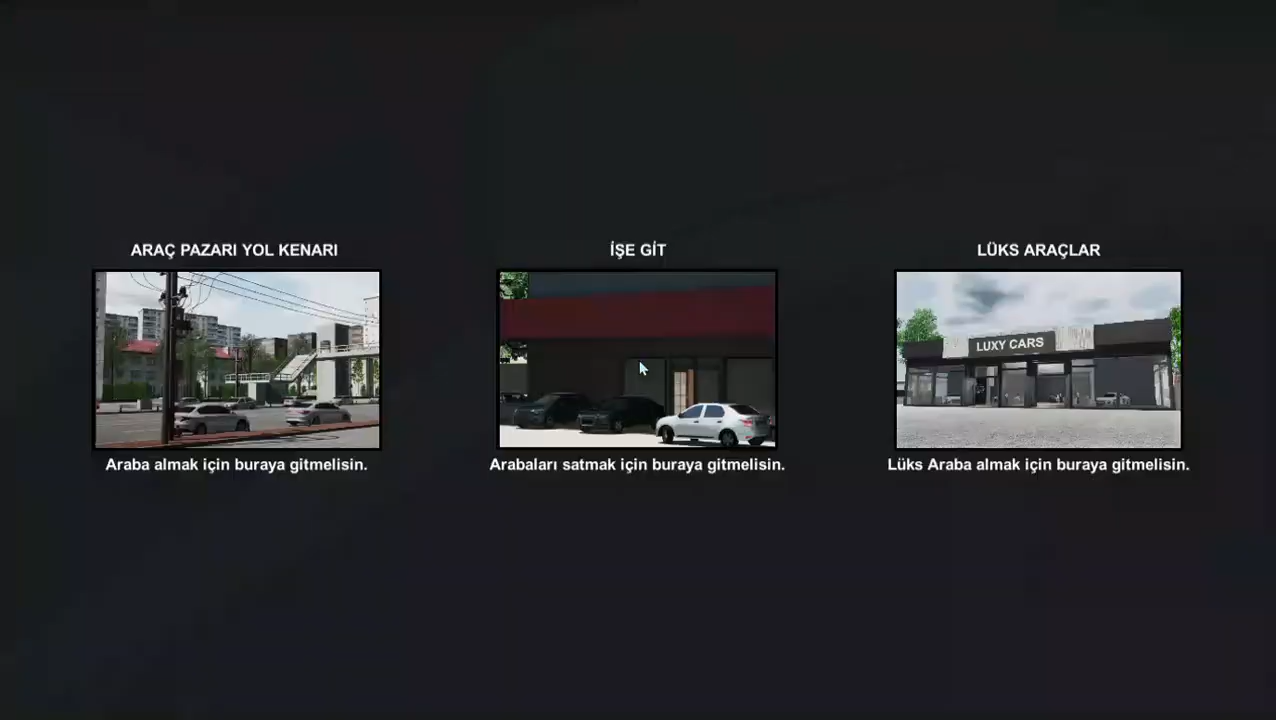 ARAÇ PAZARI YOL KENARI
Araba almak için buraya gitmelisin.
İŞE GİT
Arabaları satmak için buraya gitmelisin.
LÜKS ARAÇLAR
LUXY CARS
Lüks Araba almak için buraya gitmelisin.